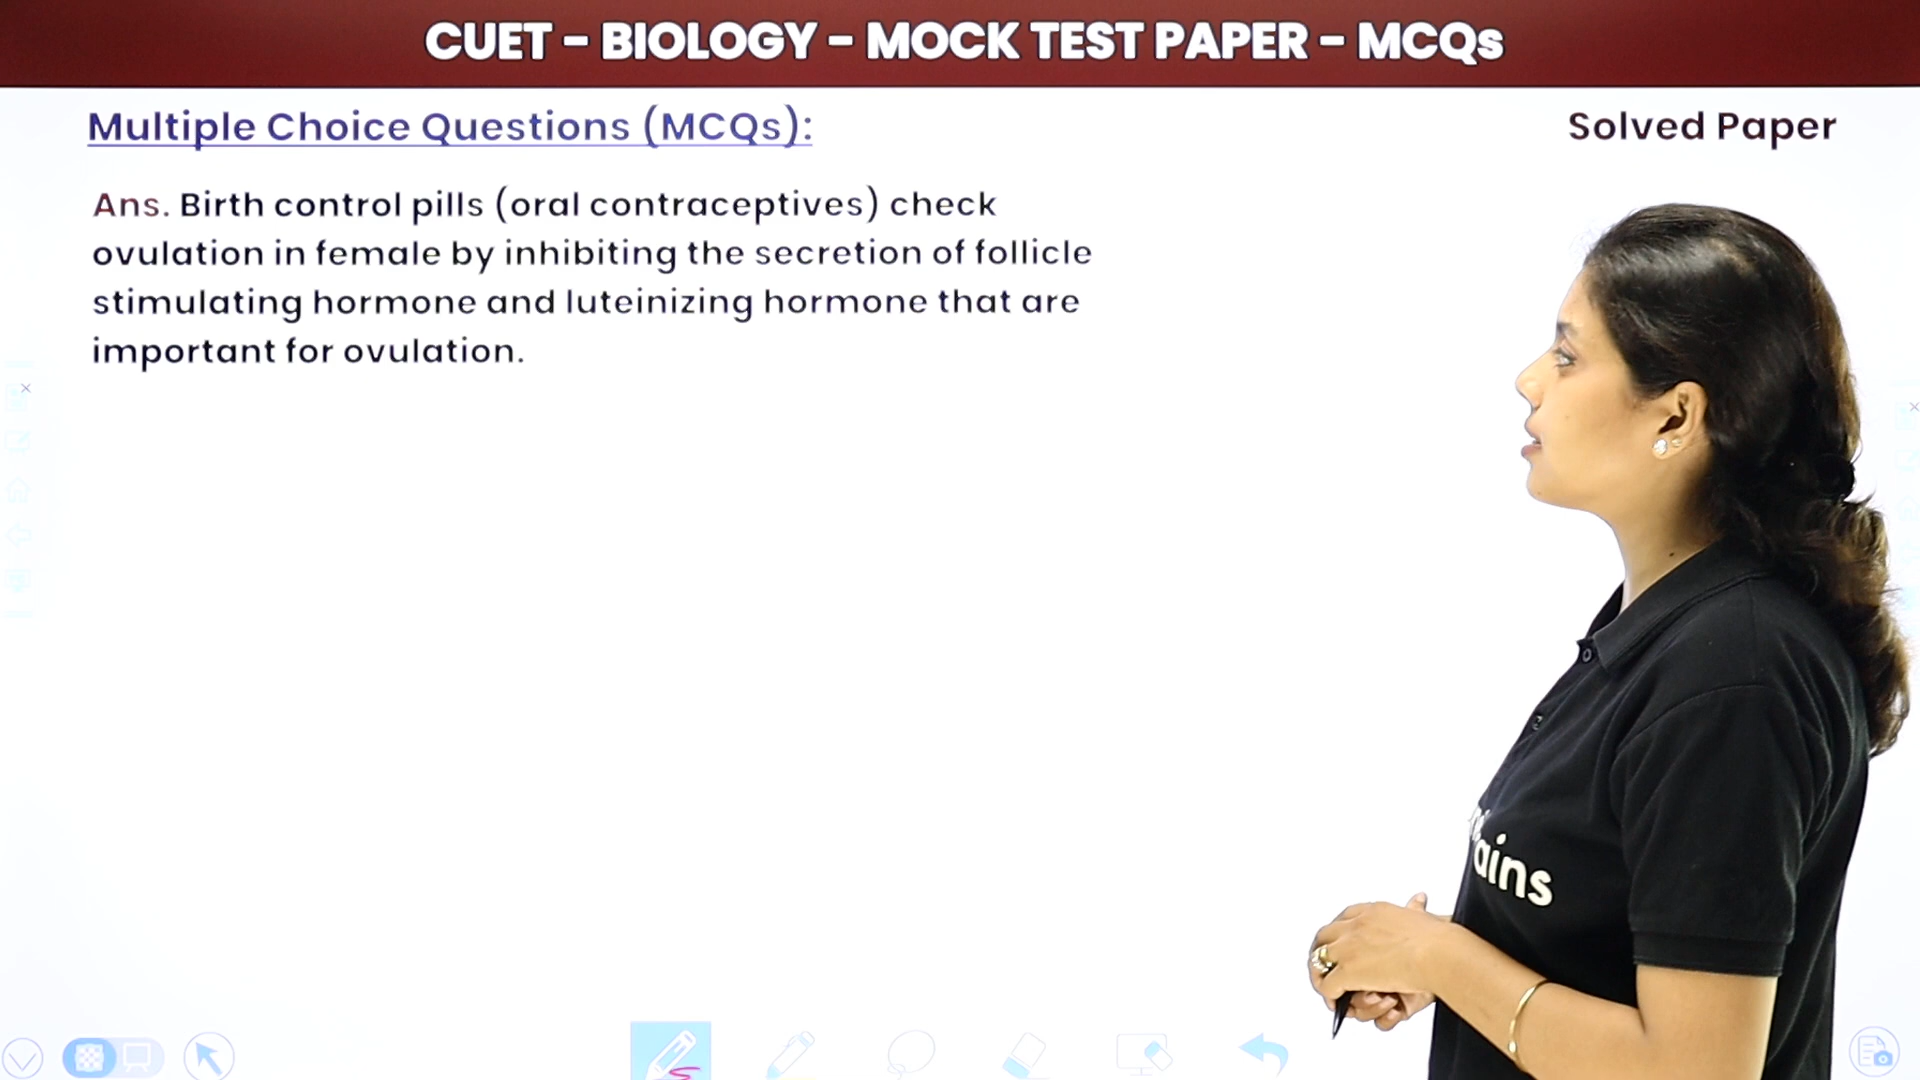 CUET - BIOLOGY - MOCK TEST PAPER - MCQs
Multiple Choice Questions (MCQs):
Solved Paper
Ans. Birth control pills (oral contraceptives) check
ovulation in female by inhibiting the secretion of follicle
stimulating hormone and luteinizing hormone that are
important for ovulation.
ains